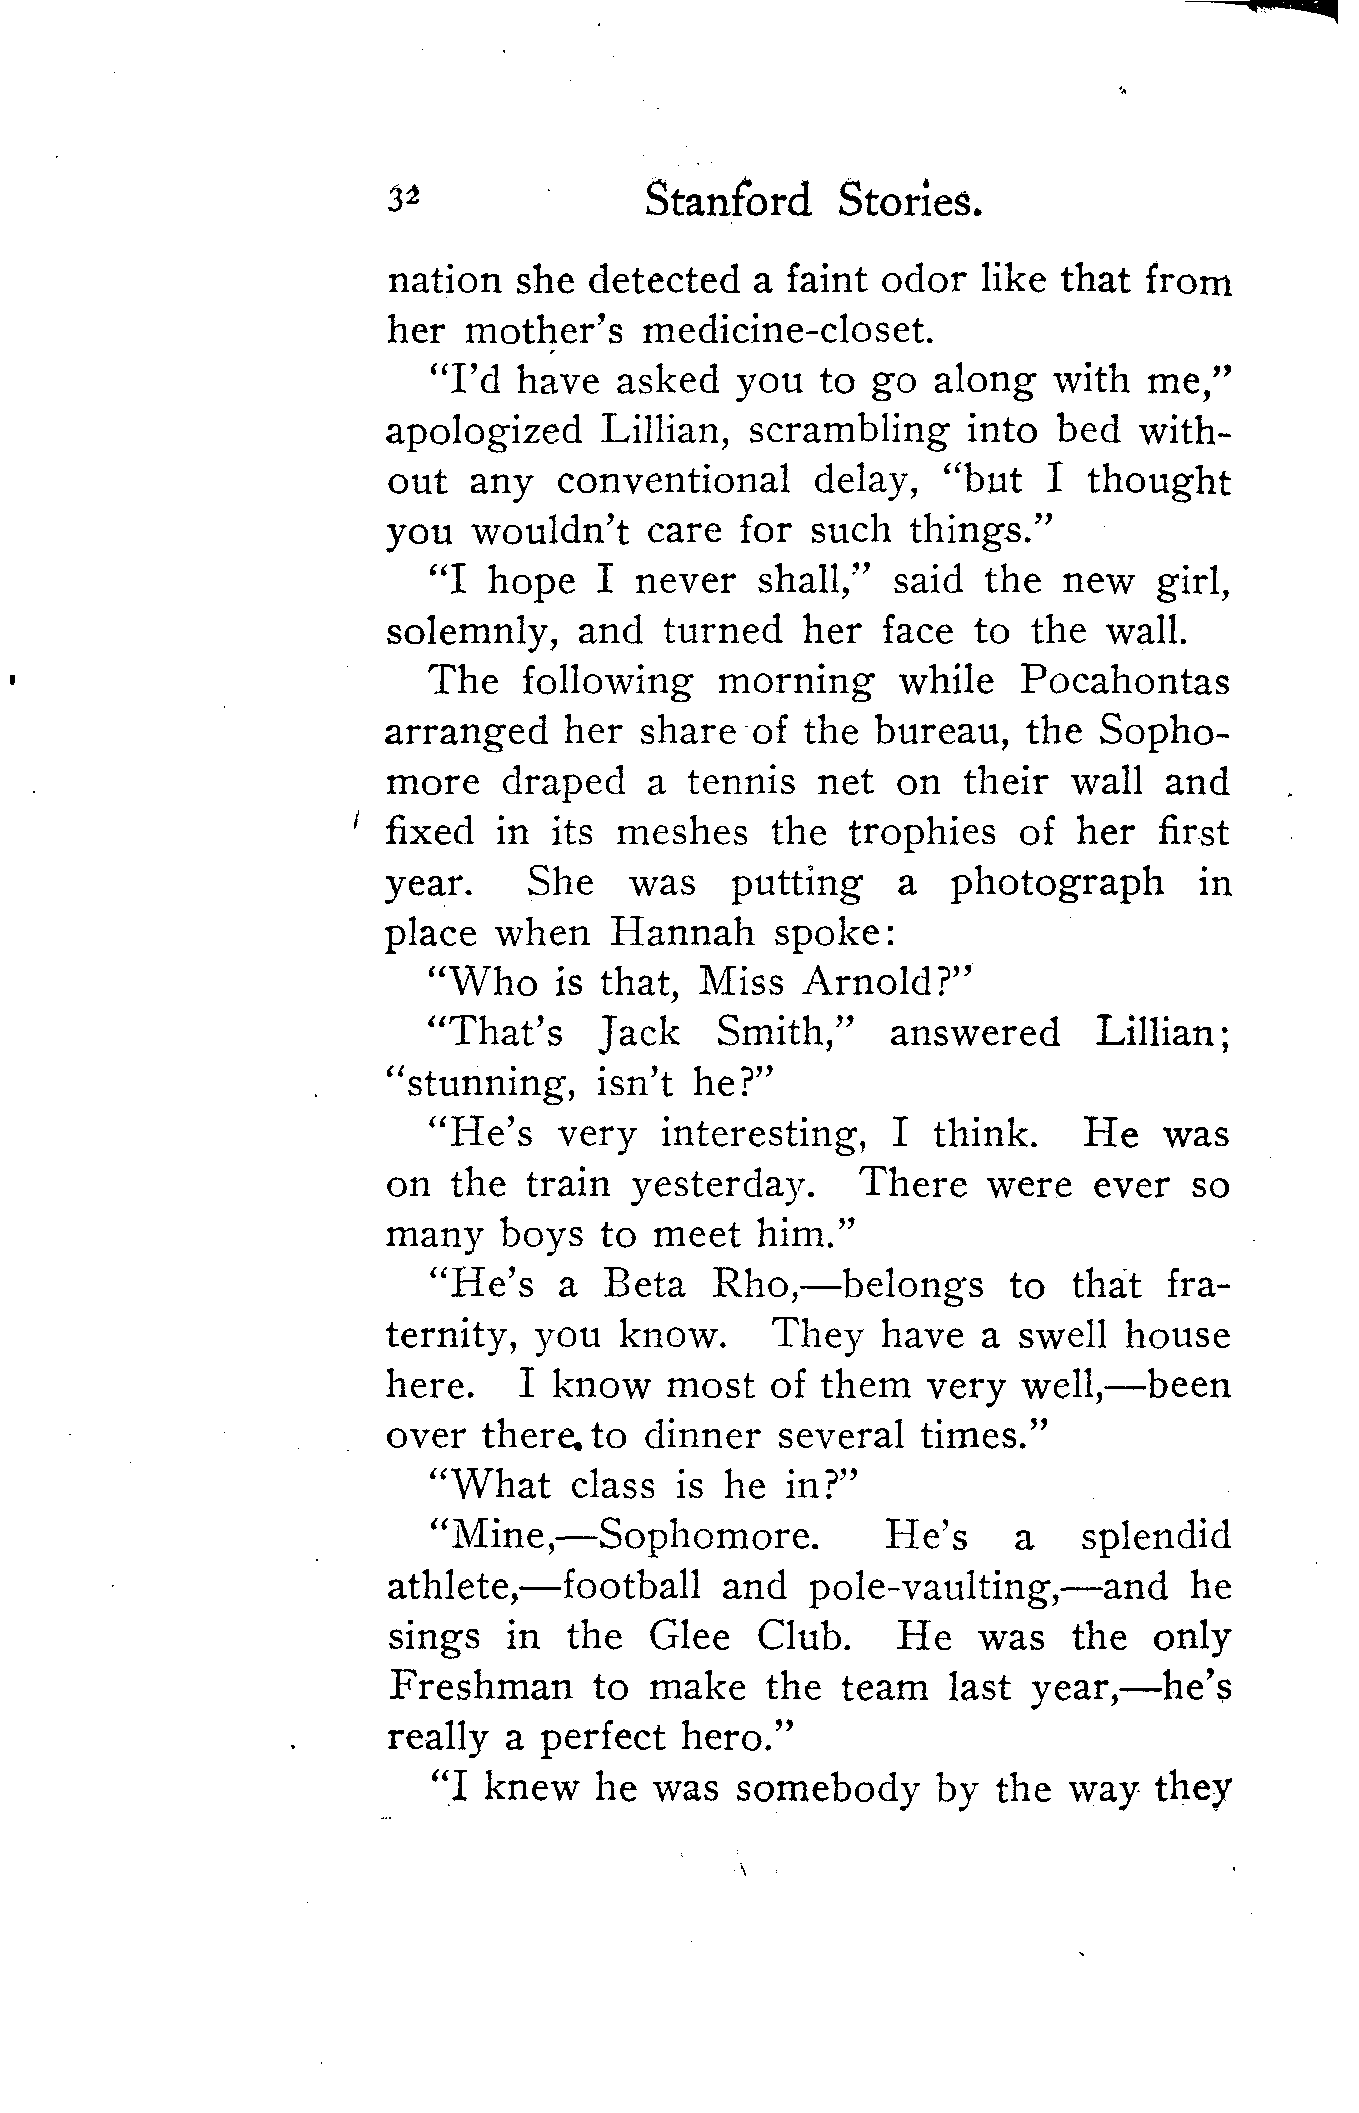 32 Stanford Stories.
nation she detected a faint odor like that from
her mother's medicine-closet.
"I'd have asked you to go along with me,"
apologized Lillian, scrambling into bed with-
out any conventional delay, "but I thought
you wouldn't care for such things."
"I hope I never shall," said the new girl,
solemnly, and turned her face to the wall.
The following morning while Pocahontas
arranged her share of the bureau, the Sopho-
more draped a tennis net on their wall and
fixed in its meshes the trophies of her first
year. She was putting a photograph in
place when Hannah spoke:
"Who is that, Miss Arnold?"
"That's Jack Smith," answered Lillian;
"stunning, isn't he?"
"He's very interesting, I think. He was
on the train yesterday. There were ever so
many boys to meet him."
"He's a Beta Rho,—belongs to that fra-
ternity, you know. They have a swell house
here. I know most of them very well,—been
over there to dinner several times."
"What class is he in?"
"Mine,—Sophomore. He's a splendid
athlete,—football and pole-vaulting,—and he
sings in the Glee Club. He was the only
Freshman to make the team last year,—he's
really a perfect hero."
"I knew he was somebody by the way they